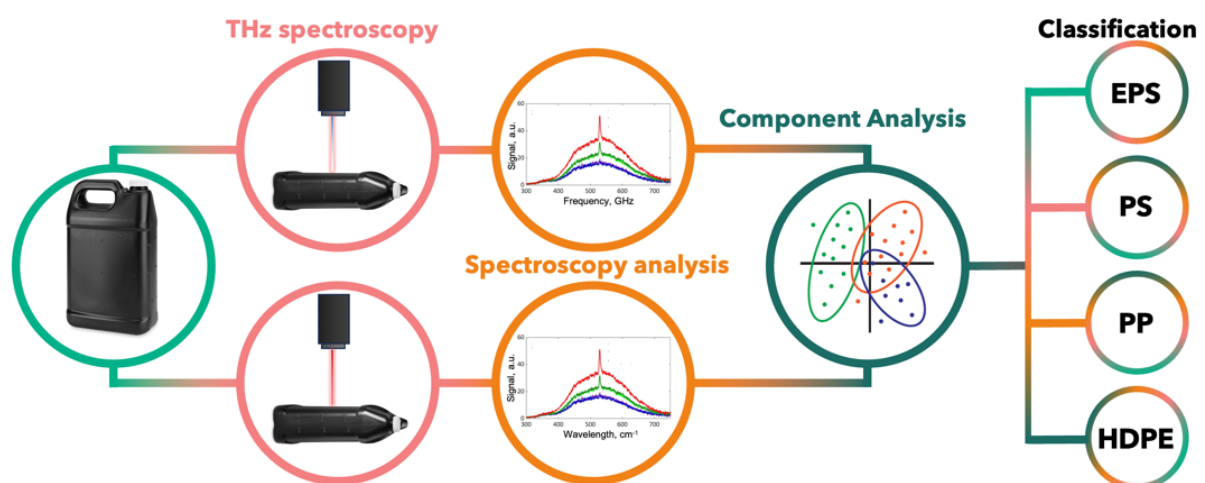 THz spectroscopy
Classification
60
40
20
0
Signal, a.u.
300 400 500 600 700
Frequency, GHz
Component Analysis
EPS
PS
Spectroscopy analysis
PP
60
40
20
0
Signal, a.u.
300 400 500 600 700
Wavelength, cm⁻¹
HDPE